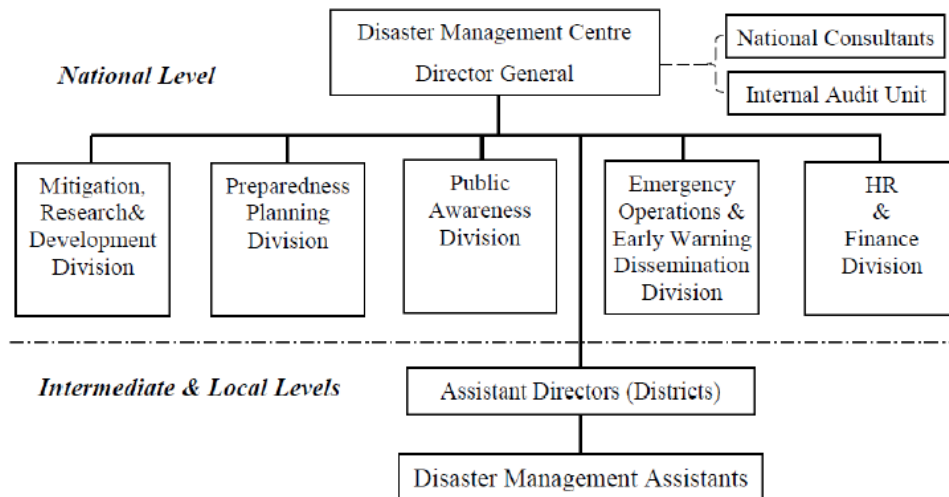 Disaster Management Centre
Director General
National Consultants
Internal Audit Unit
National Level
Mitigation,
Research&
Development
Division
Preparedness
Planning
Division
Public
Awareness
Division
Emergency
Operations &
Early Warning
Dissemination
Division
HR
&
Finance
Division
Intermediate & Local Levels
Assistant Directors (Districts)
Disaster Management Assistants